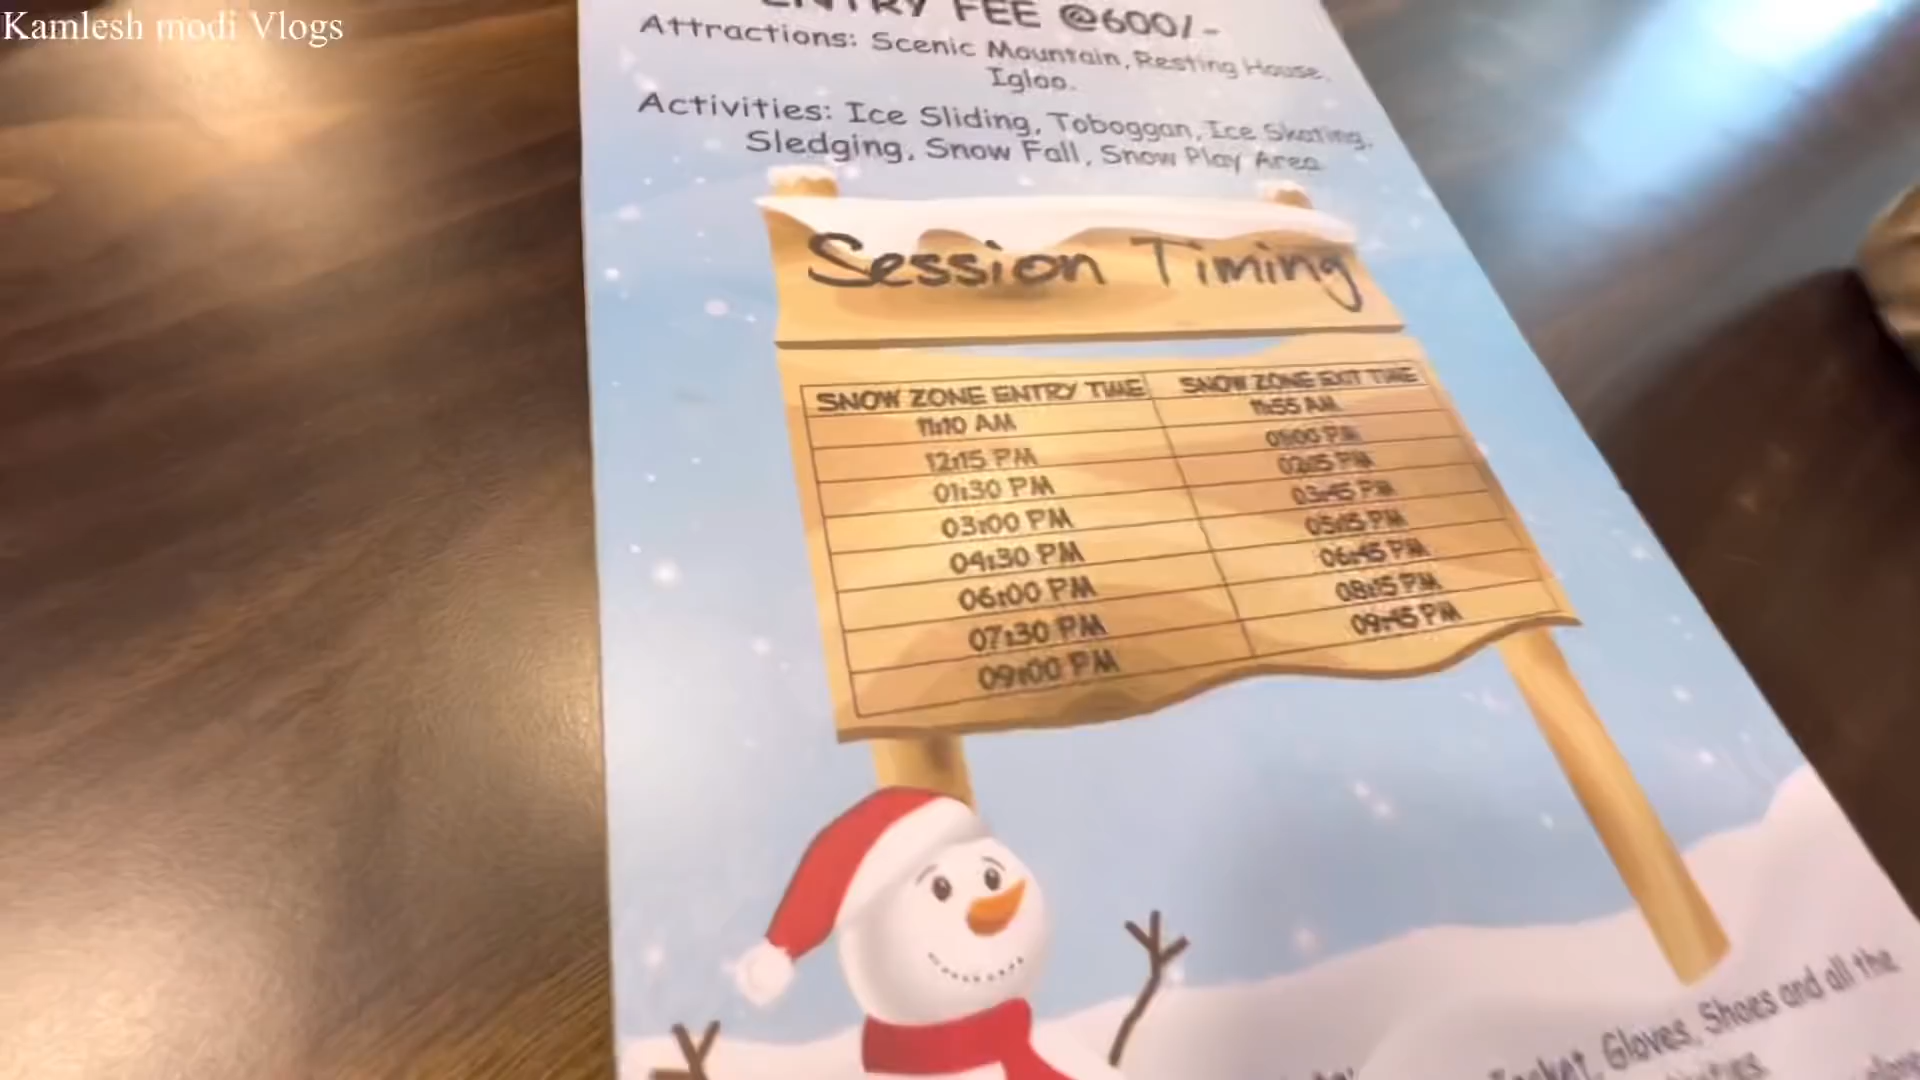 Kamlesh modi Vlogs
ENTRY FEE @600/-
Attractions: Scenic Mountain, Resting House,
Igloo.
Activities: Ice Sliding, Toboggan, Ice Skating,
Sledging, Snow Fall, Snow Play Area
Session Timing
SNOW ZONE ENTRY TIME SNOW ZONE EXIT TIME
11:10 AM 11:55 AM
12:15 PM 01:00 PM
01:30 PM 02:15 PM
03:00 PM 03:45 PM
04:30 PM 05:15 PM
06:00 PM 06:45 PM
07:30 PM 08:15 PM
09:00 PM 09:45 PM
Jacket, Gloves, Shoes and all the